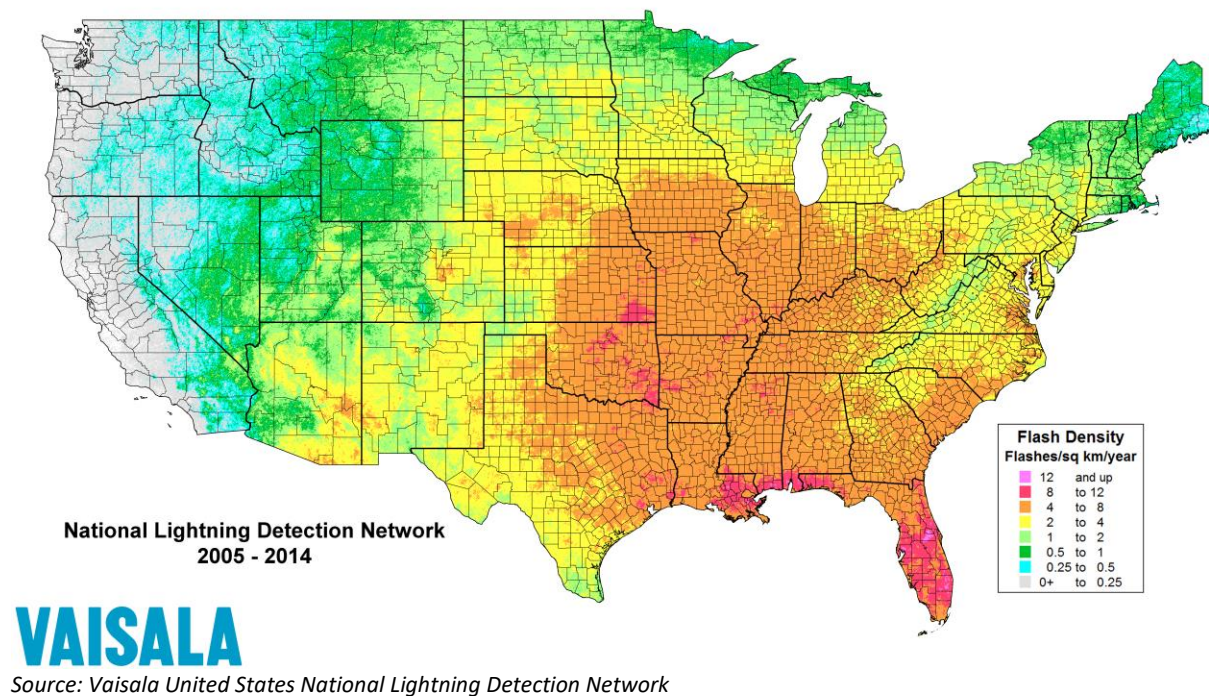 Flash Density
Flashes/sq km/year
12 and up
8 to 12
4 to 8
2 to 4
1 to 2
0.5 to 1
0.25 to 0.5
0+ to 0.25
National Lightning Detection Network
2005 - 2014
VAISALA
Source: Vaisala United States National Lightning Detection Network